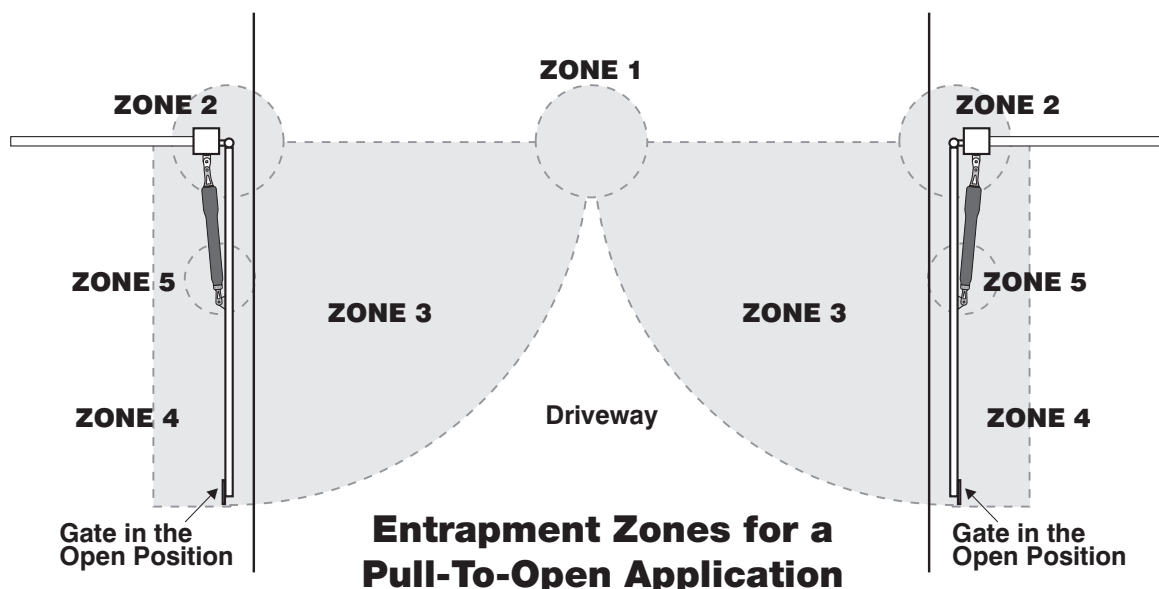 ZONE 1
ZONE 2
ZONE 2
ZONE 5
ZONE 5
ZONE 3
ZONE 3
ZONE 4
Driveway
ZONE 4
Gate in the
Open Position
Entrapment Zones for a
Pull-To-Open Application
Gate in the
Open Position